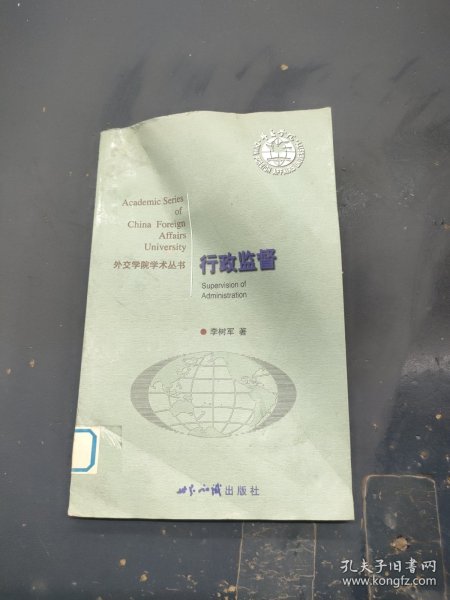 Academic Series
of
China Foreign
Affairs
University
外交学院学术丛书
行政监督
Supervision of
Administration
李树军 著
世界知识出版社
孔夫子旧书网
www.kongfz.com